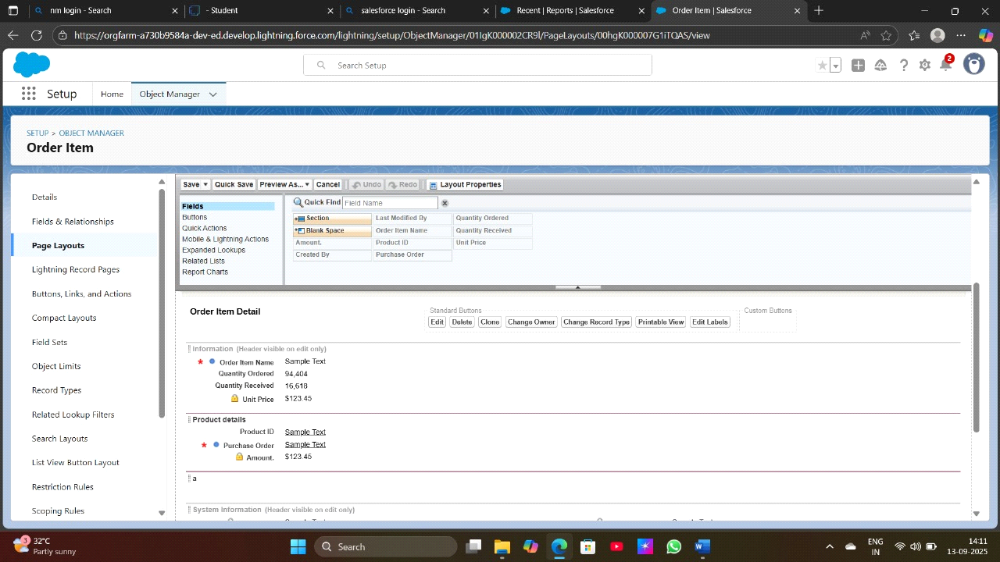 nm login - Search
- Student
salesforce login - Search
Recent | Reports | Salesforce
Order Item | Salesforce
https://orgfarm-a730b9584a-dev-ed.develop.lightning.force.com/lightning/setup/ObjectManager/01IgK000002CR9l/PageLayouts/00hgK000007G1iTQAS/view
Search Setup
2
Setup
Home
Object Manager
SETUP > OBJECT MANAGER
Order Item
Details
Fields & Relationships
Page Layouts
Lightning Record Pages
Buttons, Links, and Actions
Compact Layouts
Field Sets
Object Limits
Record Types
Related Lookup Filters
Search Layouts
List View Button Layout
Restriction Rules
Scoping Rules
Save Quick Save Preview As... Cancel Undo Redo Layout Properties
Fields
Buttons
Quick Actions
Mobile & Lightning Actions
Expanded Lookups
Related Lists
Report Charts
Quick Find Field Name
Section Last Modified By Quantity Ordered
Blank Space Order Item Name Quantity Received
Amount. Product ID Unit Price
Created By Purchase Order
Order Item Detail
Standard Buttons
Edit Delete Clone Change Owner Change Record Type Printable View Edit Labels
Custom Buttons
Information (Header visible on edit only)
* Order Item Name Sample Text
Quantity Ordered 94,404
Quantity Received 16,618
Unit Price $123.45
Product details
Product ID Sample Text
* Purchase Order Sample Text
Amount. $123.45
a
System Information (Header visible on edit only)
3
32°C
Partly sunny
Search
ENG
IN
14:11
13-09-2025